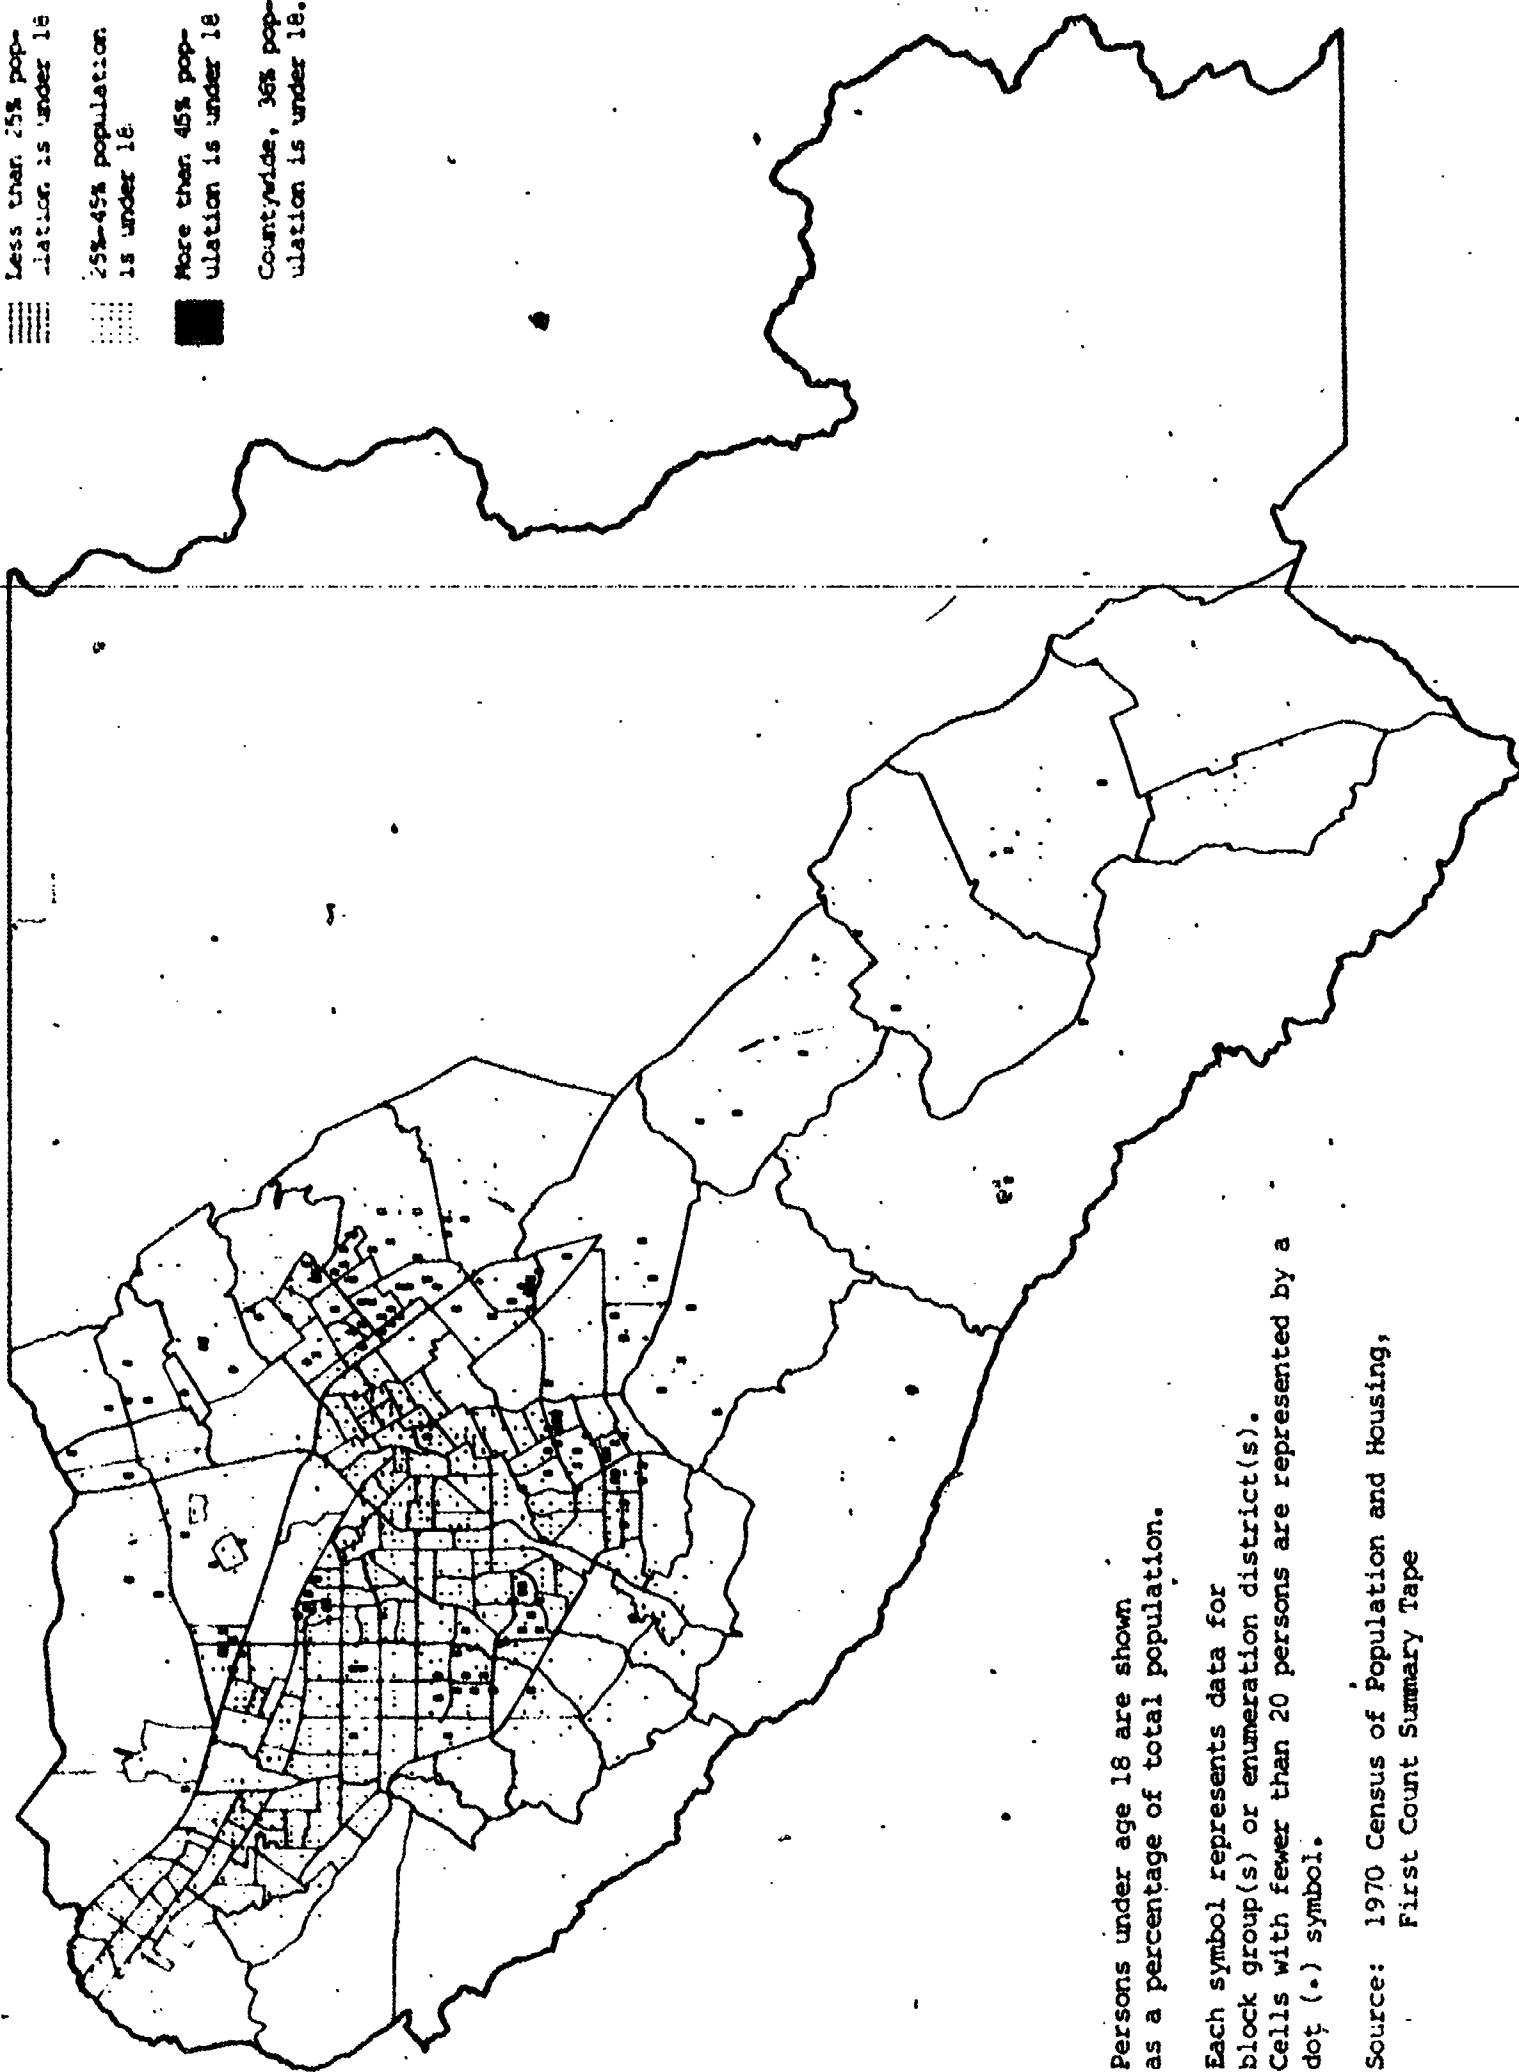 Less than 25% pop-
ulation is under 18
25%-45% population
is under 18
More than 45% pop-
ulation is under 18
Countywide, 36% pop-
ulation is under 18.
Persons under age 18 are shown
as a percentage of total population.
Each symbol represents data for
block group(s) or enumeration district(s).
Cells with fewer than 20 persons are represented by a
dot (.) symbol.
Source: 1970 Census of Population and Housing,
First Count Summary Tape